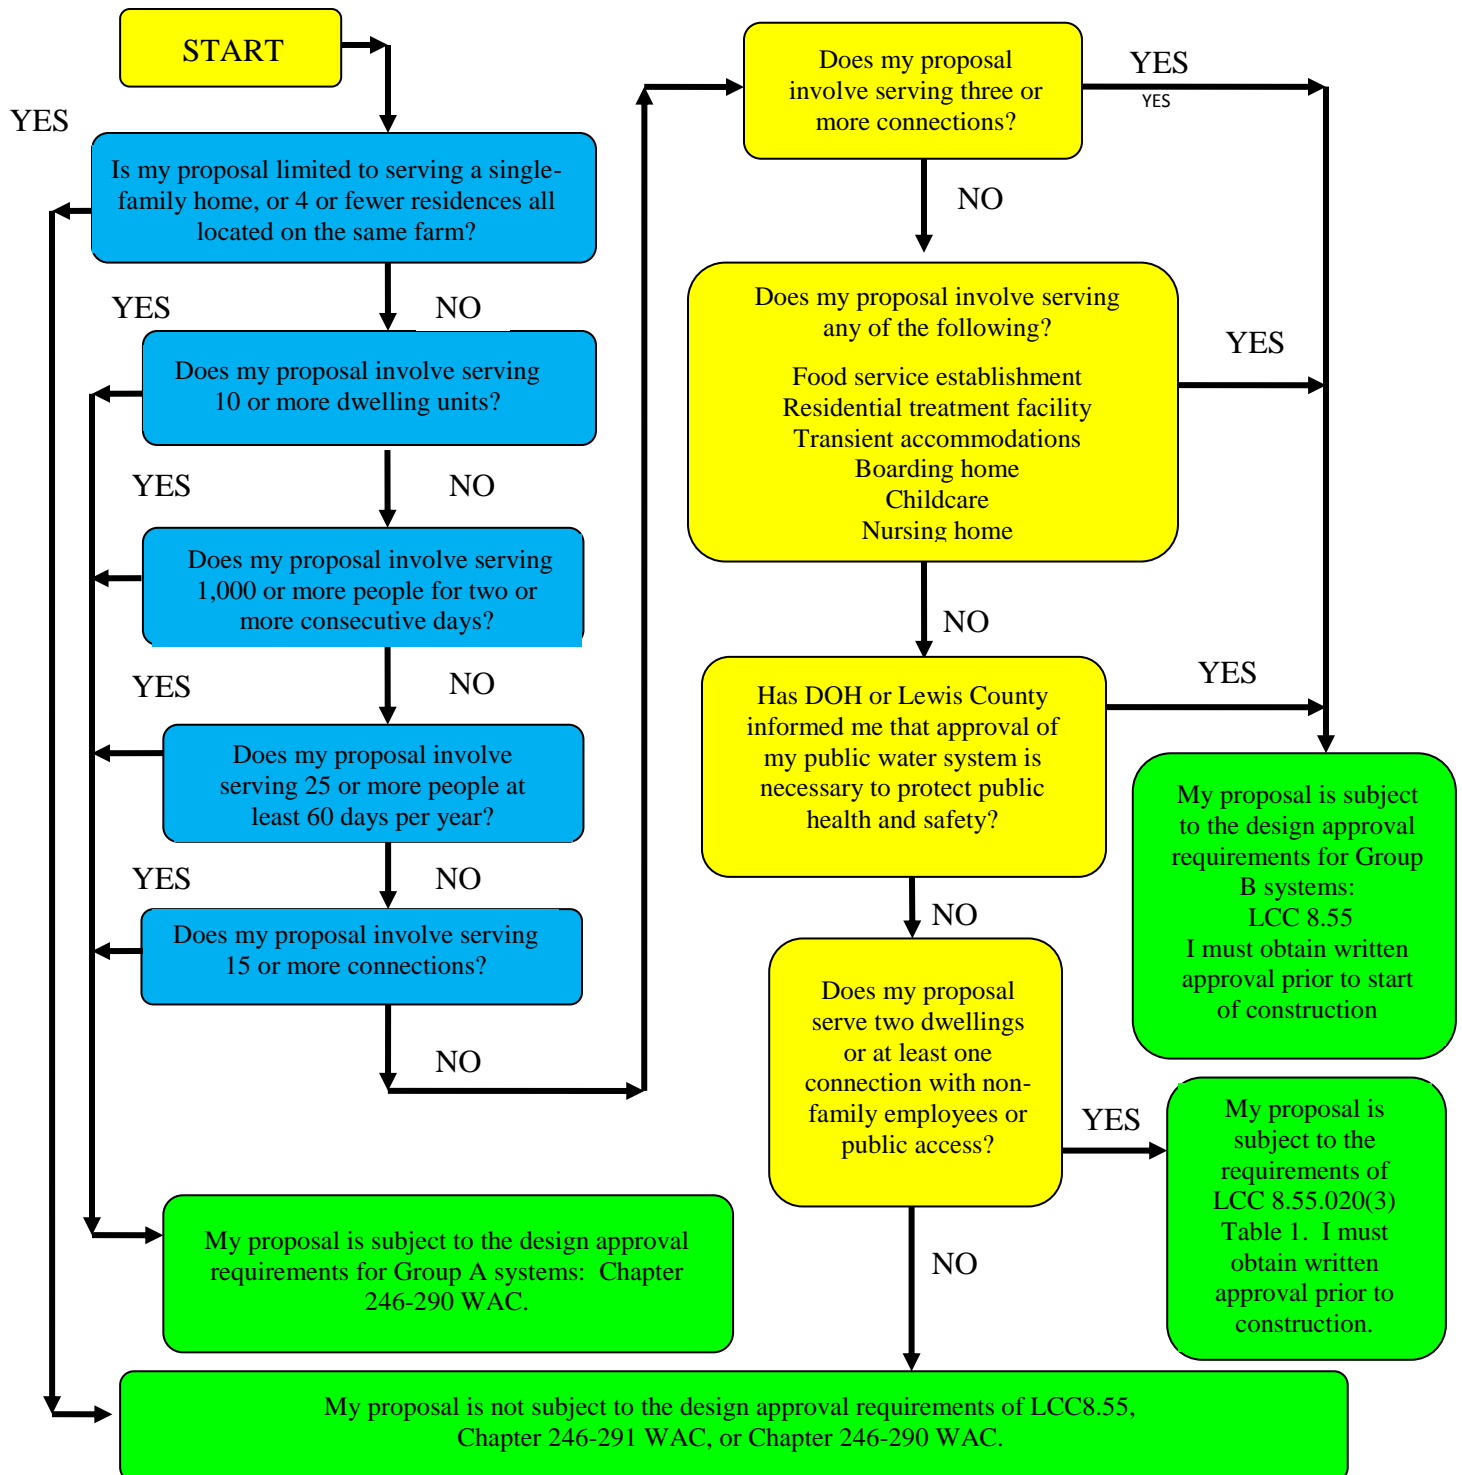 START
YES
Is my proposal limited to serving a single-
family home, or 4 or fewer residences all
located on the same farm?
YES
NO
Does my proposal involve serving
10 or more dwelling units?
YES
NO
Does my proposal involve serving
1,000 or more people for two or
more consecutive days?
YES
NO
Does my proposal involve
serving 25 or more people at
least 60 days per year?
YES
NO
Does my proposal involve serving
15 or more connections?
NO
My proposal is subject to the design approval
requirements for Group A systems:  Chapter
246-290 WAC.
Does my proposal
involve serving three or
more connections?
YES
YES
NO
Does my proposal involve serving
any of the following?
Food service establishment
Residential treatment facility
Transient accommodations
Boarding home
Childcare
Nursing home
YES
NO
Has DOH or Lewis County
informed me that approval of
my public water system is
necessary to protect public
health and safety?
YES
NO
My proposal is subject
to the design approval
requirements for Group
B systems:
LCC 8.55
I must obtain written
approval prior to start
of construction
Does my proposal
serve two dwellings
or at least one
connection with non-
family employees or
public access?
YES
NO
My proposal is
subject to the
requirements of
LCC 8.55.020(3)
Table 1.  I must
obtain written
approval prior to
construction.
My proposal is not subject to the design approval requirements of LCC8.55,
Chapter 246-291 WAC, or Chapter 246-290 WAC.